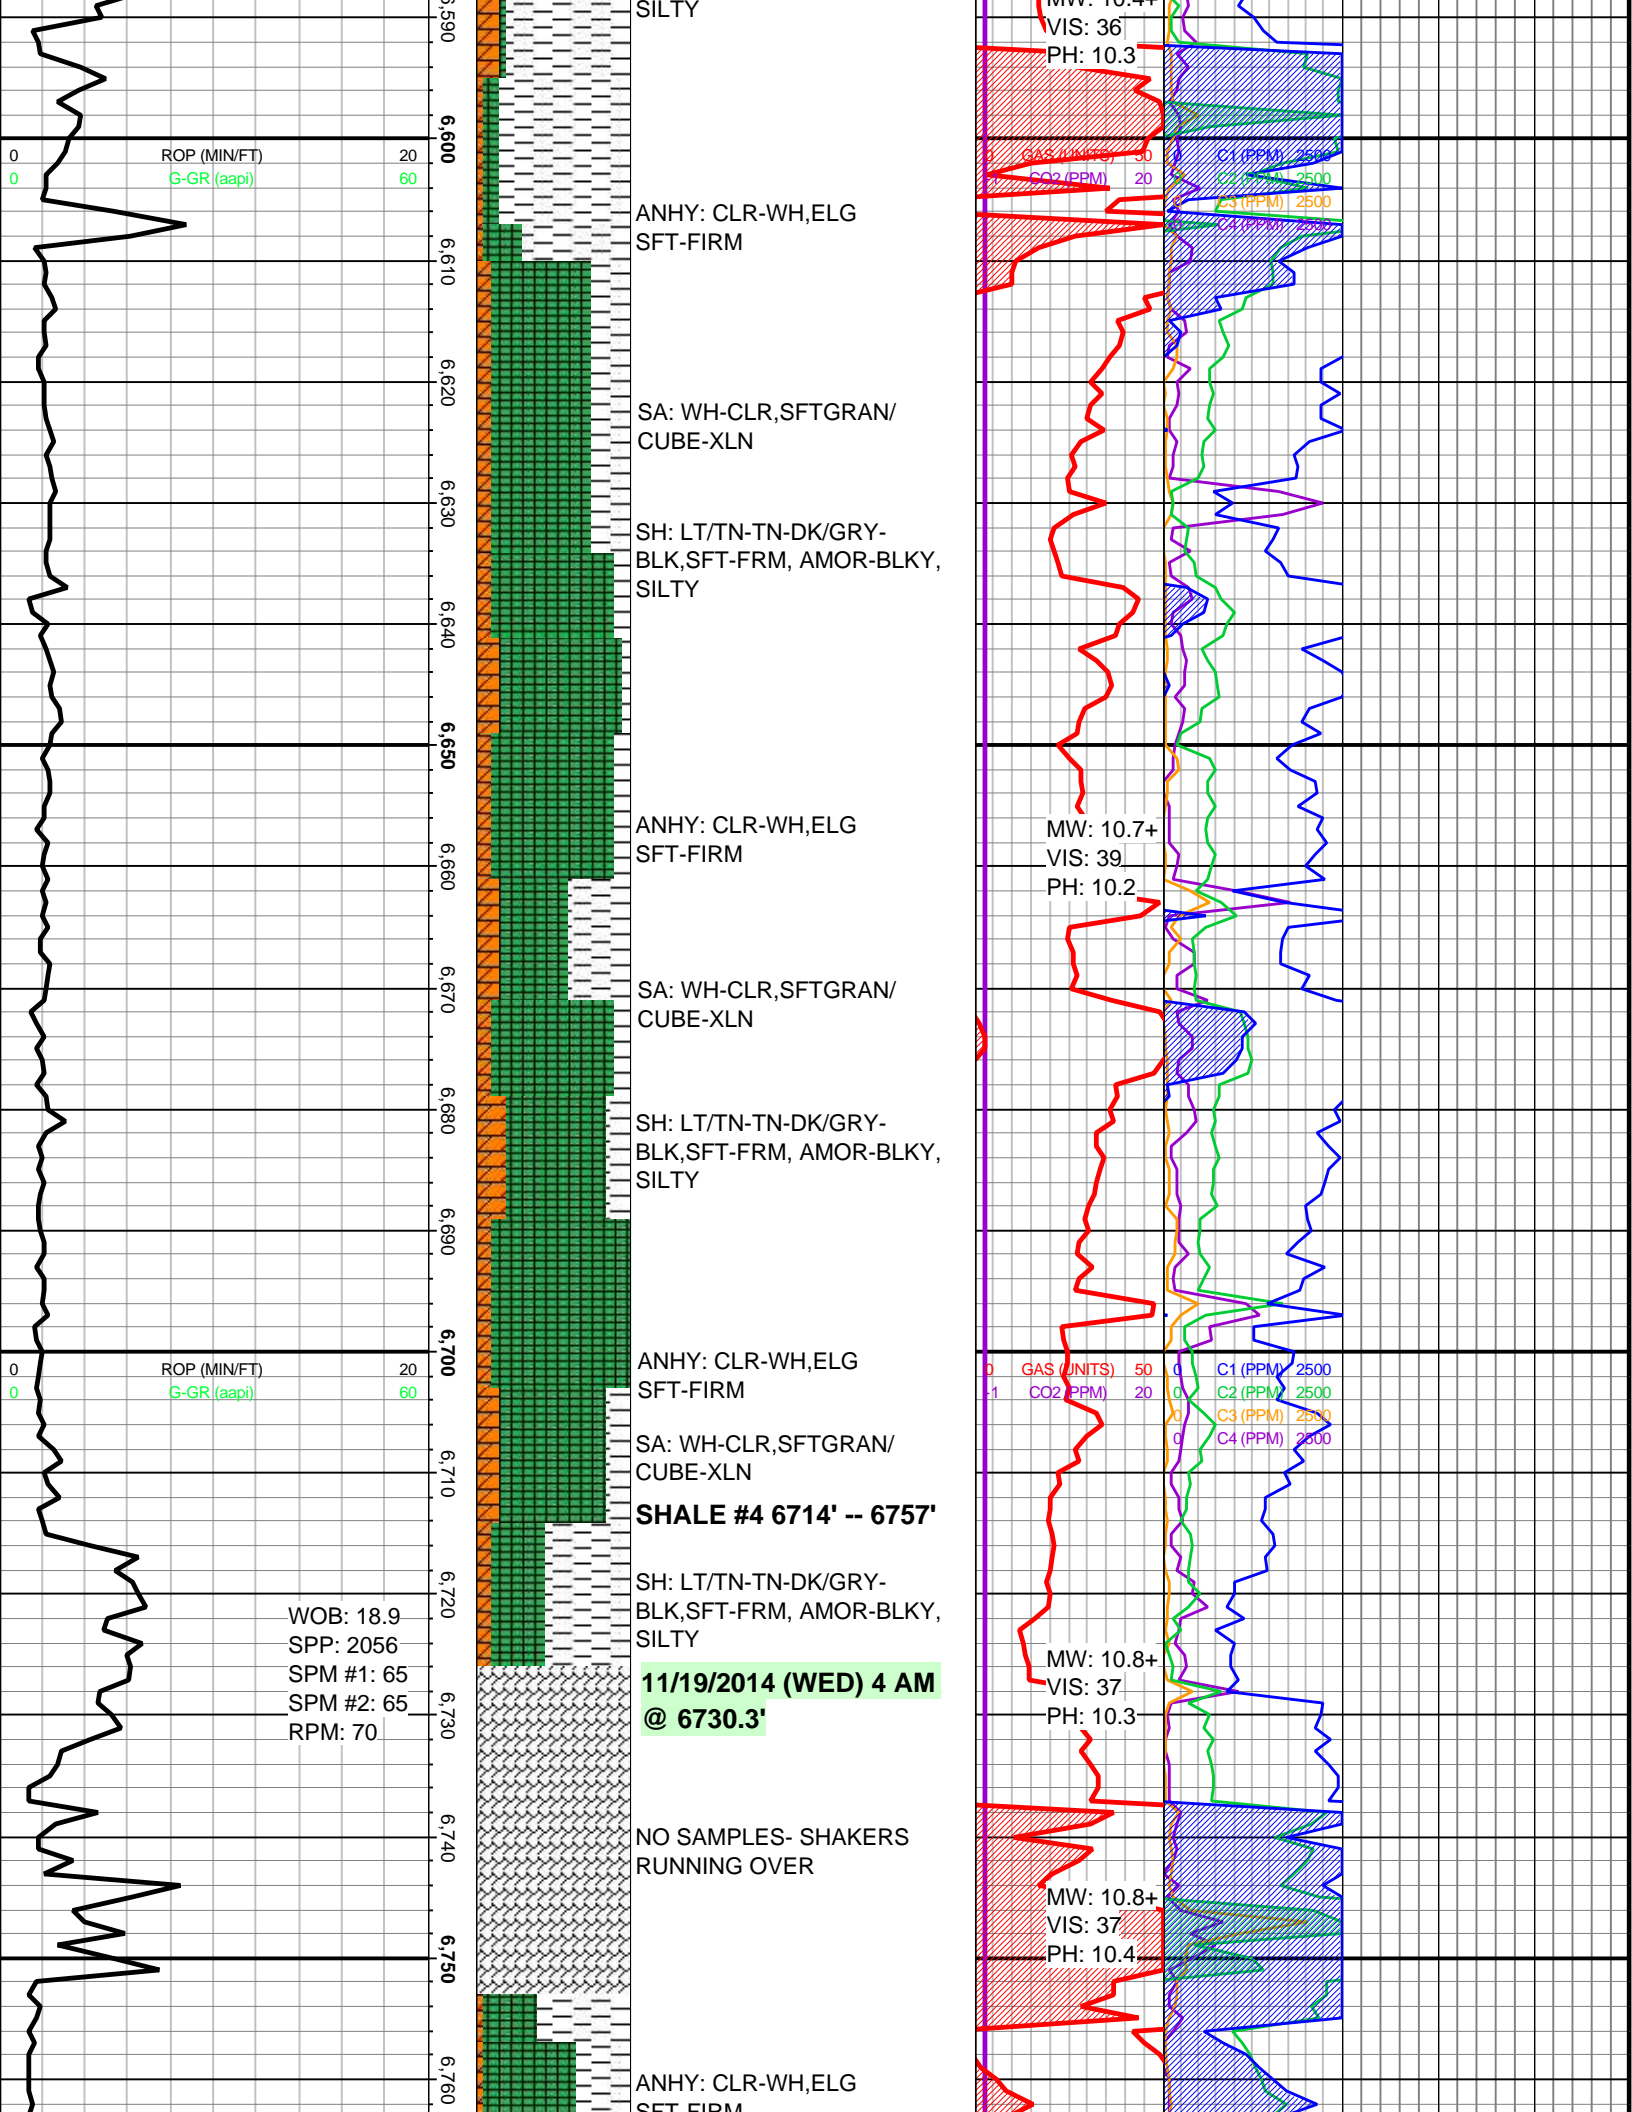 SILTY
MW: 10.4+
VIS: 36
PH: 10.3
6,590
6,600
0 ROP (MIN/FT) 20
0 G-GR (aapi) 60
0 GAS (UNITS) 50
-1 CO2 (PPM) 20
0 C1 (PPM) 2500
0 C2 (PPM) 2500
0 C3 (PPM) 2500
0 C4 (PPM) 2500
ANHY: CLR-WH,ELG
SFT-FIRM
6,610
6,620
SA: WH-CLR,SFTGRAN/
CUBE-XLN
6,630
SH: LT/TN-TN-DK/GRY-
BLK,SFT-FRM, AMOR-BLKY,
SILTY
6,640
6,650
ANHY: CLR-WH,ELG
SFT-FIRM
MW: 10.7+
VIS: 39
PH: 10.2
6,660
6,670
SA: WH-CLR,SFTGRAN/
CUBE-XLN
6,680
SH: LT/TN-TN-DK/GRY-
BLK,SFT-FRM, AMOR-BLKY,
SILTY
6,690
6,700
0 ROP (MIN/FT) 20
0 G-GR (aapi) 60
ANHY: CLR-WH,ELG
SFT-FIRM
0 GAS (UNITS) 50
-1 CO2 (PPM) 20
0 C1 (PPM) 2500
0 C2 (PPM) 2500
0 C3 (PPM) 2500
0 C4 (PPM) 2500
SA: WH-CLR,SFTGRAN/
CUBE-XLN
6,710
SHALE #4 6714' -- 6757'
6,720
SH: LT/TN-TN-DK/GRY-
BLK,SFT-FRM, AMOR-BLKY,
SILTY
WOB: 18.9
SPP: 2056
SPM #1: 65
SPM #2: 65
RPM: 70
11/19/2014 (WED) 4 AM
@ 6730.3'
MW: 10.8+
VIS: 37
PH: 10.3
6,730
6,740
NO SAMPLES- SHAKERS
RUNNING OVER
MW: 10.8+
VIS: 37
PH: 10.4
6,750
6,760
ANHY: CLR-WH,ELG
SFT-FIRM